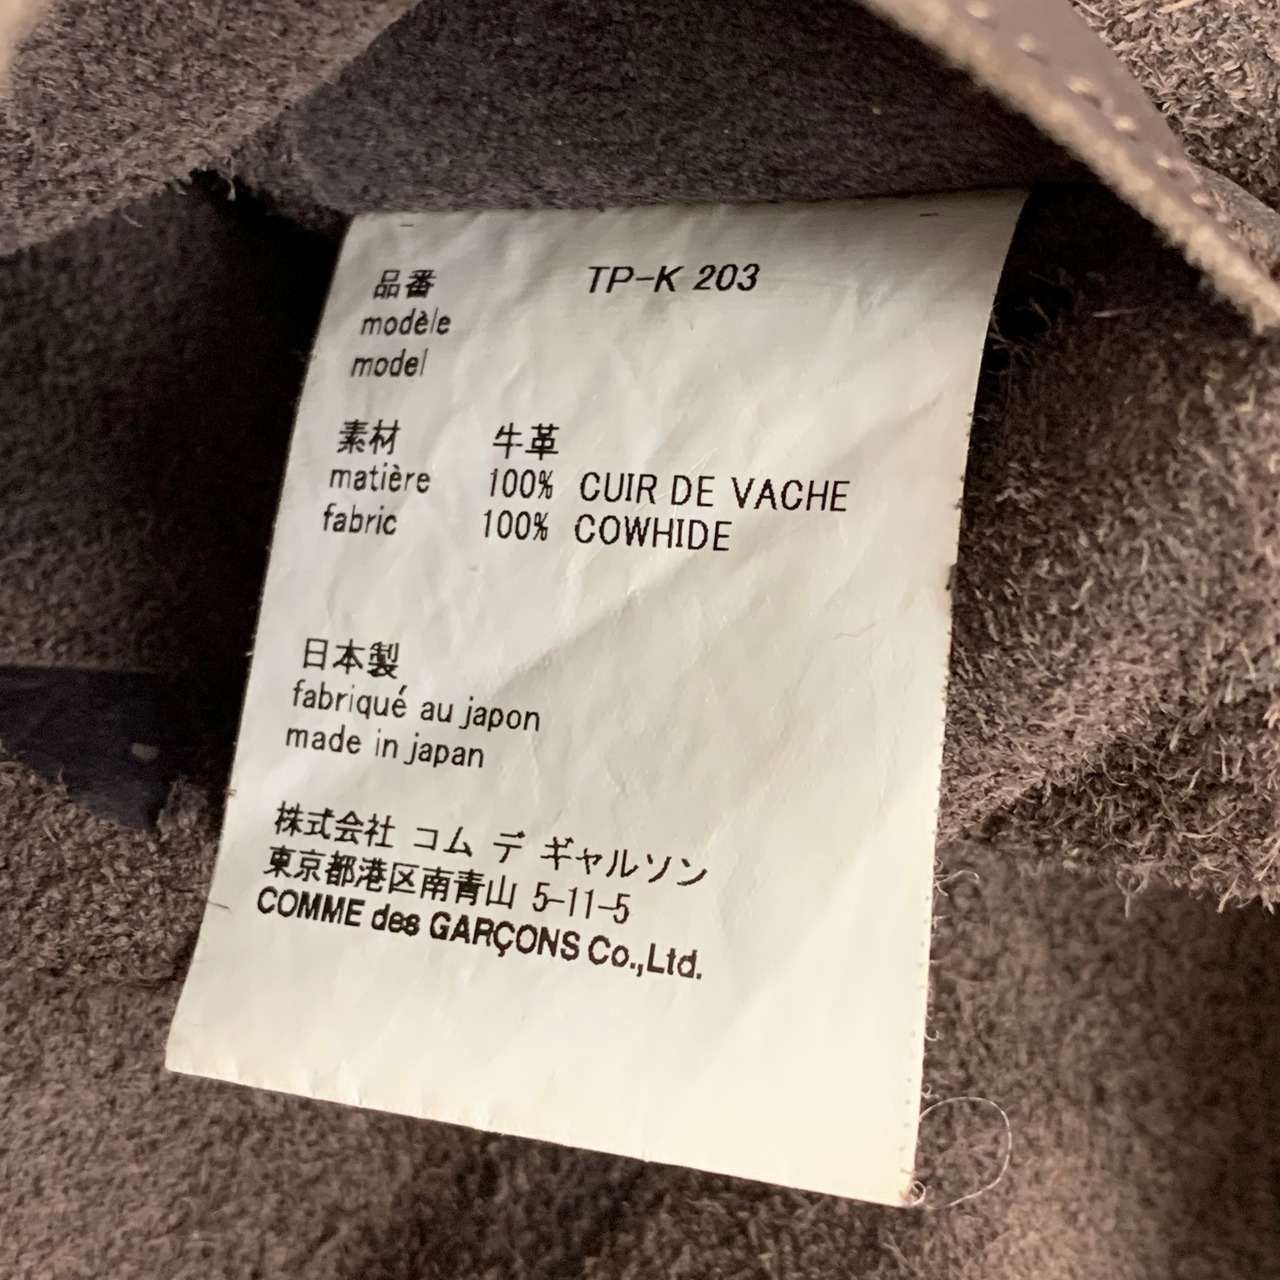 品番 TP-K 203
modèle
model
素材 牛革
matière 100% CUIR DE VACHE
fabric 100% COWHIDE
日本製
fabriqué au japon
made in japan
株式会社 コム デ ギャルソン
東京都港区南青山 5-11-5
COMME des GARÇONS Co.,Ltd.